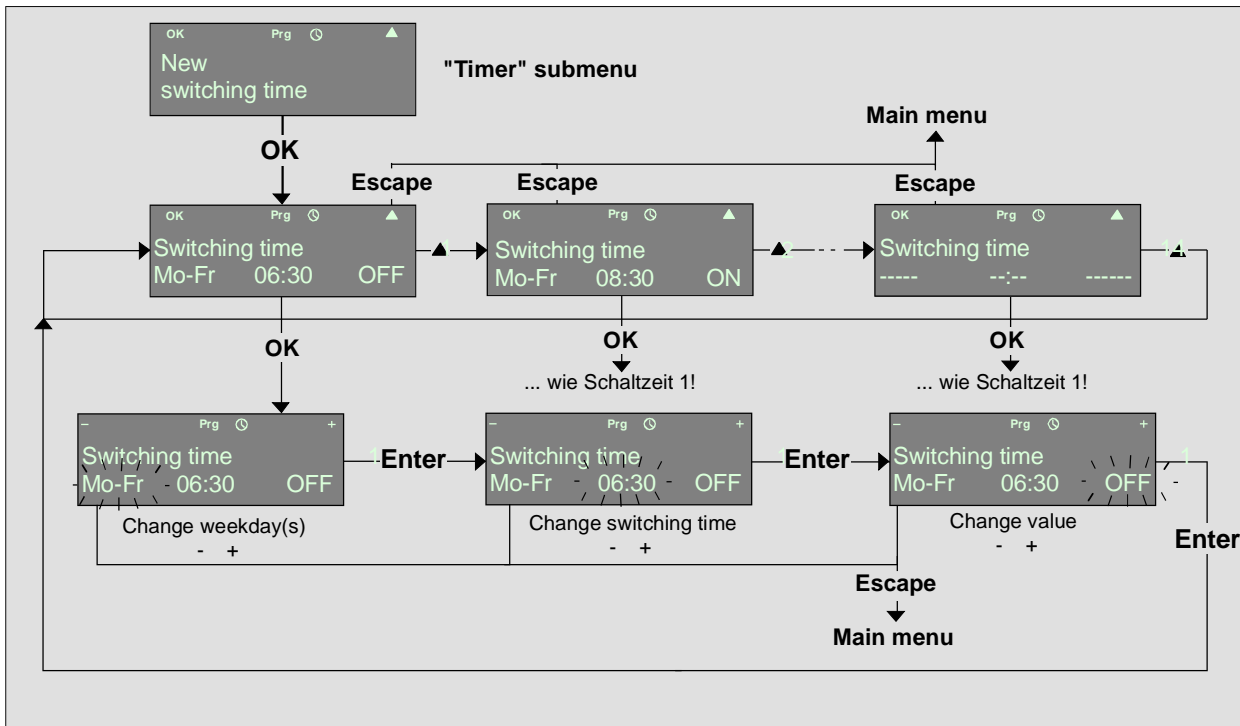 OK Prg
New
switching time
"Timer" submenu
Main menu
OK
Escape Escape Escape
OK Prg
Switching time 1
Mo-Fr 06:30 OFF
OK Prg
Switching time 2
Mo-Fr 08:30 ON
OK Prg
Switching time 14
----- --:-- ------
OK OK OK
... wie Schaltzeit 1!
... wie Schaltzeit 1!
- Prg +
Switching time 1
Mo-Fr 06:30 OFF
Enter
- Prg +
Switching time 1
Mo-Fr 06:30 OFF
Enter
- Prg +
Switching time 1
Mo-Fr 06:30 OFF
Enter
Change weekday(s)
- +
Change switching time
- +
Change value
- +
Escape
Main menu